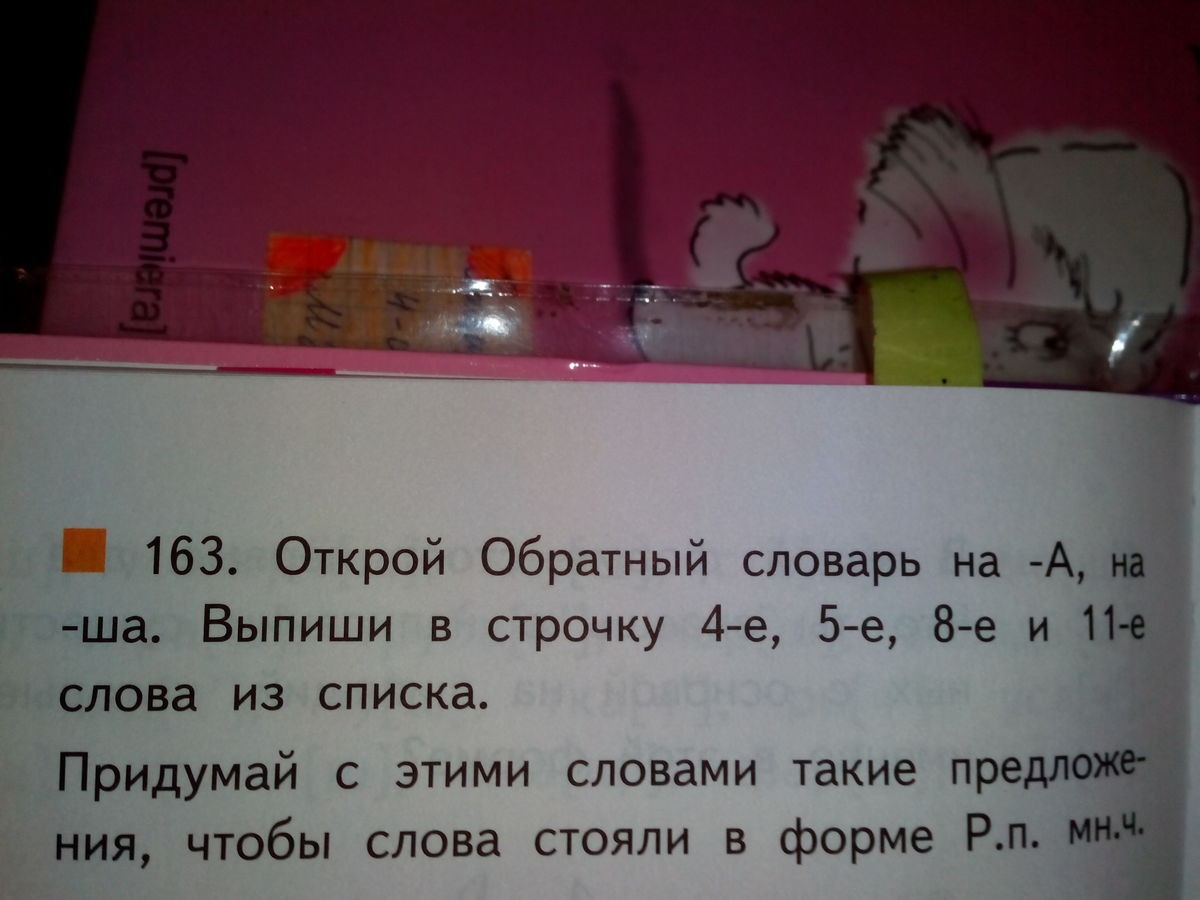 [premiera]
163. Открой Обратный словарь на -А, на
-ша. Выпиши в строчку 4-е, 5-е, 8-е и 11-е
слова из списка.
Придумай с этими словами такие предложе-
ния, чтобы слова стояли в форме Р.п. мн.ч.